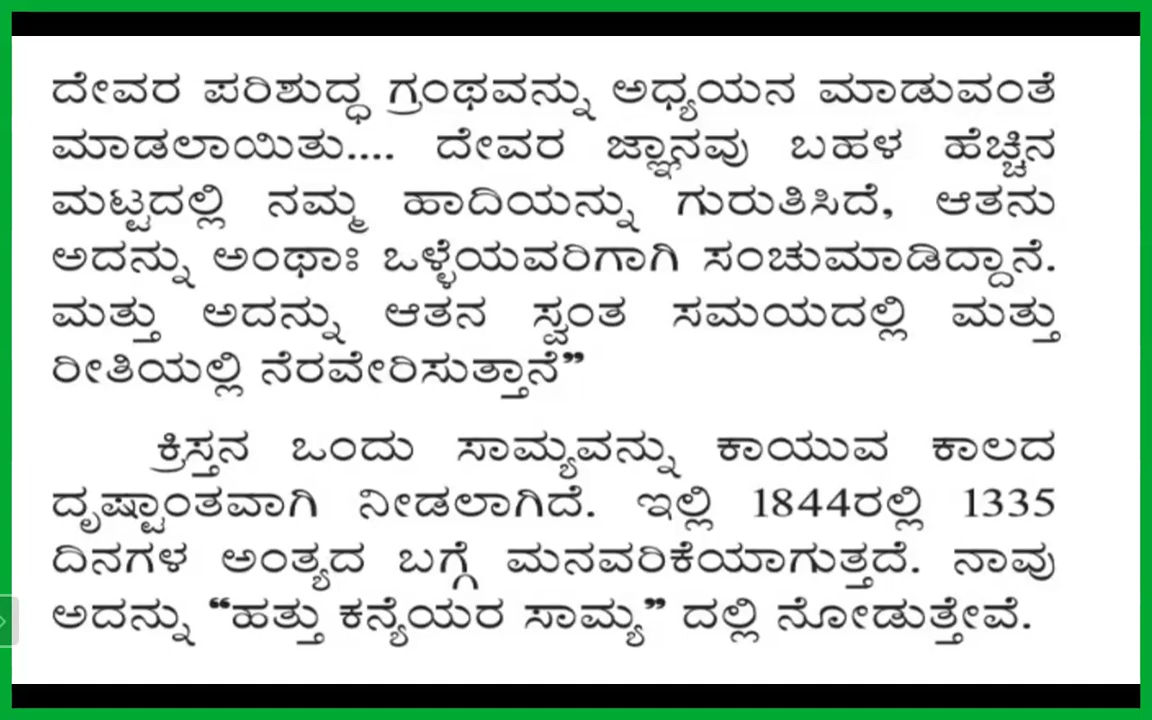 ದೇವರ ಪರಿಶುದ್ಧ ಗ್ರಂಥವನ್ನು ಅಧ್ಯಯನ ಮಾಡುವಂತೆ
ಮಾಡಲಾಯಿತು.... ದೇವರ ಜ್ಞಾನವು ಬಹಳ ಹೆಚ್ಚಿನ
ಮಟ್ಟದಲ್ಲಿ ನಮ್ಮ ಹಾದಿಯನ್ನು ಗುರುತಿಸಿದೆ, ಆತನು
ಅದನ್ನು ಅಂಥಾಃ ಒಳ್ಳೆಯವರಿಗಾಗಿ ಸಂಚುಮಾಡಿದ್ದಾನೆ.
ಮತ್ತು ಅದನ್ನು ಆತನ ಸ್ವಂತ ಸಮಯದಲ್ಲಿ ಮತ್ತು
ರೀತಿಯಲ್ಲಿ ನೆರವೇರಿಸುತ್ತಾನೆ”
ಕ್ರಿಸ್ತನ ಒಂದು ಸಾಮ್ಯವನ್ನು ಕಾಯುವ ಕಾಲದ
ದೃಷ್ಟಾಂತವಾಗಿ ನೀಡಲಾಗಿದೆ. ಇಲ್ಲಿ 1844ರಲ್ಲಿ 1335
ದಿನಗಳ ಅಂತ್ಯದ ಬಗ್ಗೆ ಮನವರಿಕೆಯಾಗುತ್ತದೆ. ನಾವು
ಅದನ್ನು “ಹತ್ತು ಕನ್ಯೆಯರ ಸಾಮ್ಯ” ದಲ್ಲಿ ನೋಡುತ್ತೇವೆ.